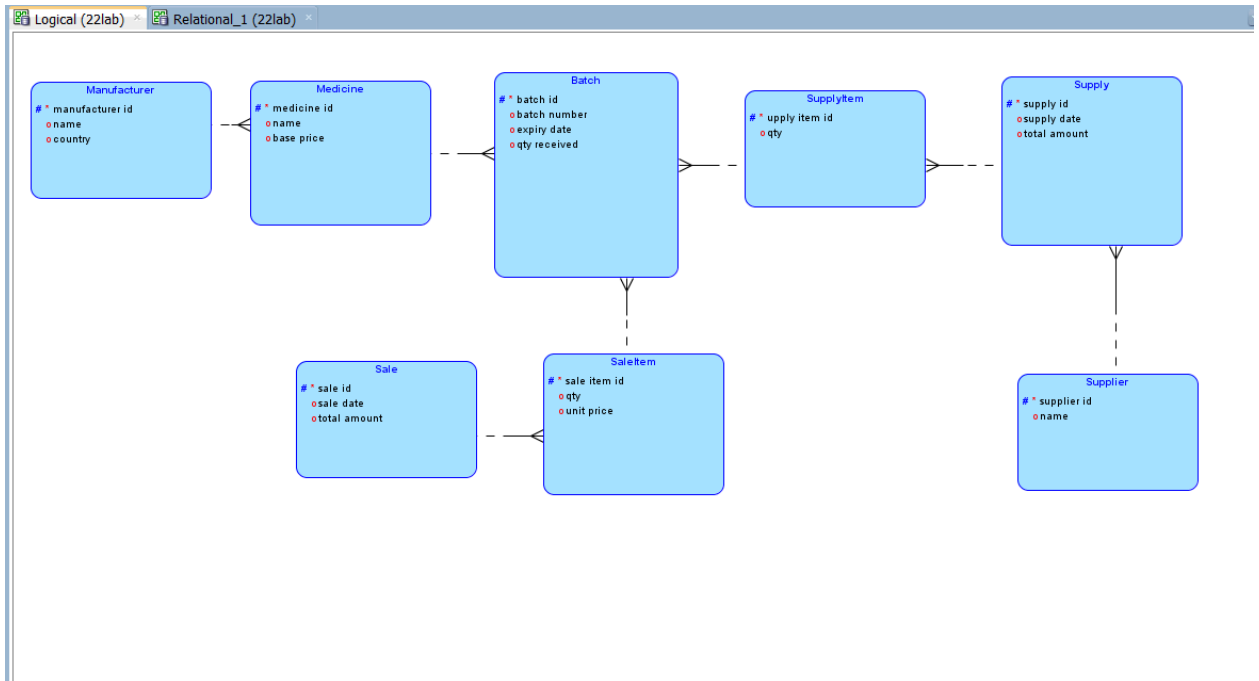 Logical (22lab)
Relational_1 (22lab)
Manufacturer
# * manufacturer id
o name
o country
Medicine
# * medicine id
o name
o base price
Batch
# * batch id
o batch number
o expiry date
o qty received
SupplyItem
# * upply item id
o qty
Supply
# * supply id
o supply date
o total amount
Sale
# * sale id
o sale date
o total amount
SaleItem
# * sale item id
o qty
o unit price
Supplier
# * supplier id
o name